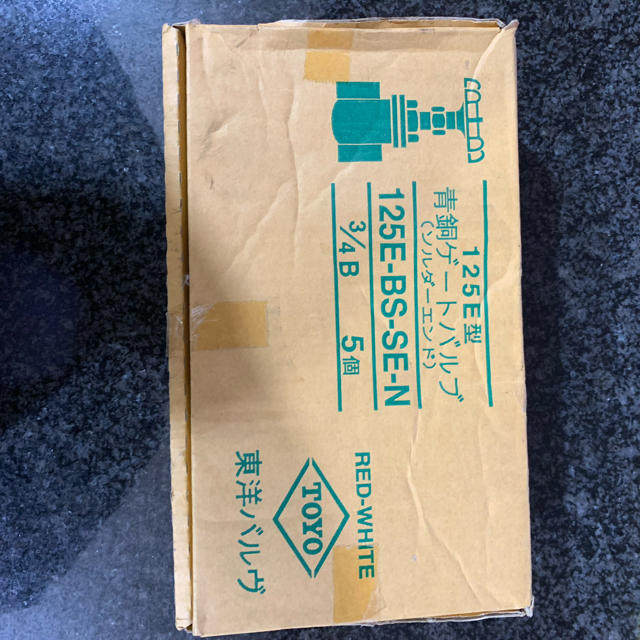 125E型
青銅ゲートバルブ
(ソルダーエンド)
125E-BS-SE-N
3/4B 5個
RED-WHITE
TOYO
東洋バルヴ